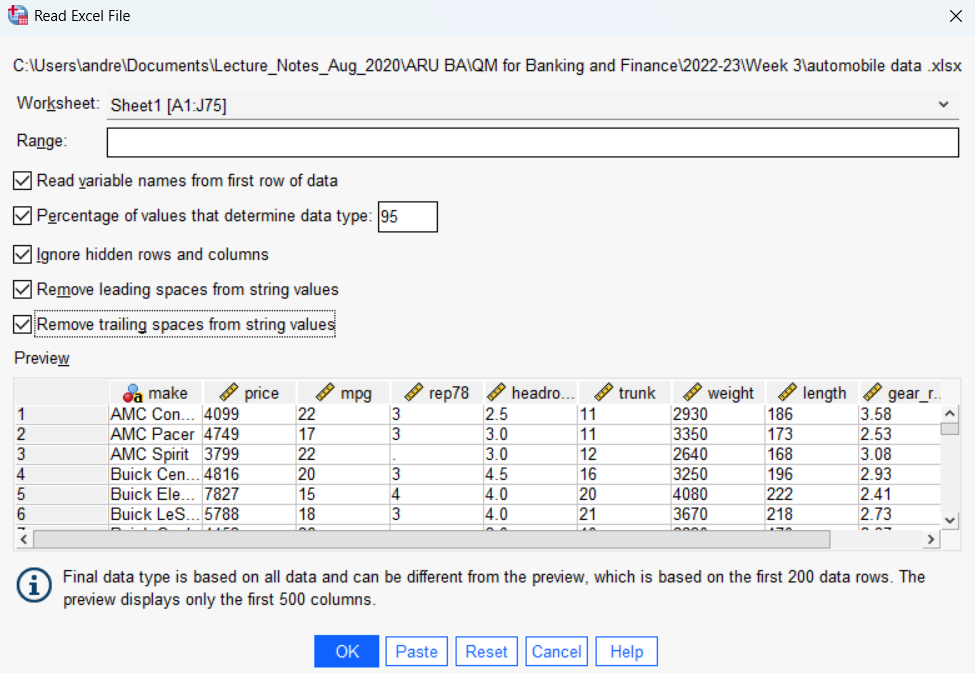 Read Excel File
C:\Users\andre\Documents\Lecture_Notes_Aug_2020\ARU BA\QM for Banking and Finance\2022-23\Week 3\automobile data .xlsx
Worksheet: Sheet1 [A1:J75]
Range:
Read variable names from first row of data
Percentage of values that determine data type: 95
Ignore hidden rows and columns
Remove leading spaces from string values
Remove trailing spaces from string values
Preview
make price mpg rep78 headro... trunk weight length gear_r..
1 AMC Con... 4099 22 3 2.5 11 2930 186 3.58
2 AMC Pacer 4749 17 3 3.0 11 3350 173 2.53
3 AMC Spirit 3799 22 . 3.0 12 2640 168 3.08
4 Buick Cen... 4816 20 3 4.5 16 3250 196 2.93
5 Buick Ele... 7827 15 4 4.0 20 4080 222 2.41
6 Buick LeS... 5788 18 3 4.0 21 3670 218 2.73
Final data type is based on all data and can be different from the preview, which is based on the first 200 data rows. The
preview displays only the first 500 columns.
OK Paste Reset Cancel Help